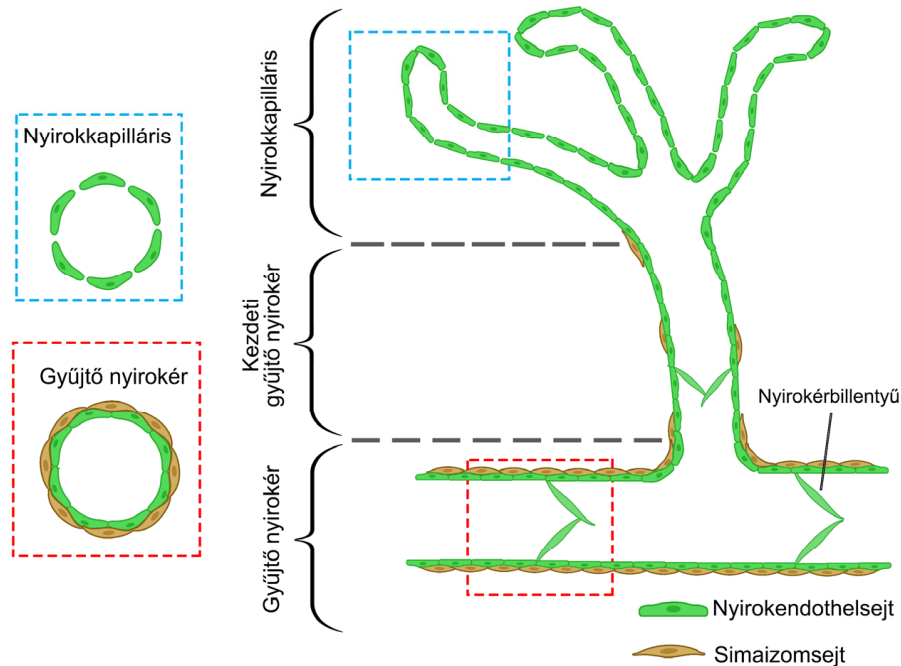 Nyirokkapilláris
Gyűjtő nyirokér
Nyirokkapilláris
Kezdeti
gyűjtő nyirokér
Gyűjtő nyirokér
Nyirokérbillentyű
Nyirokendothelsejt
Simaizomsejt